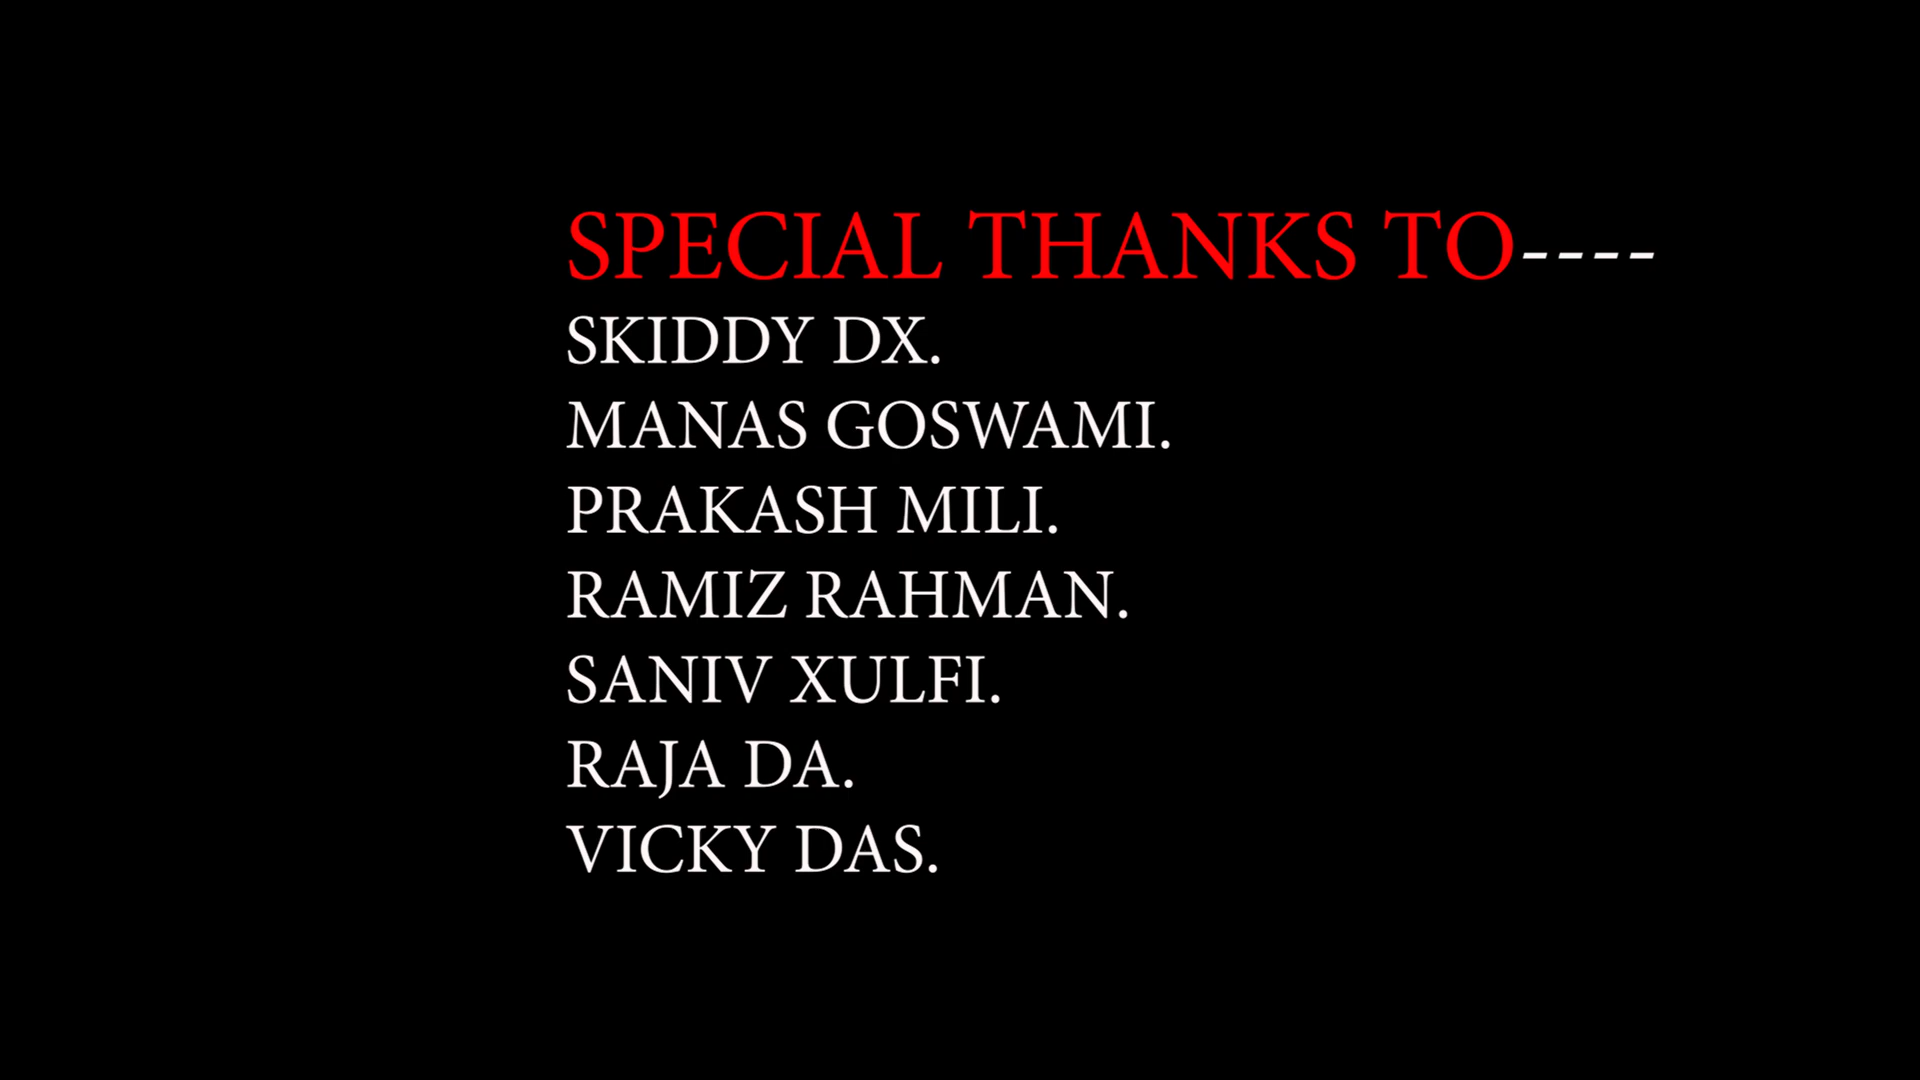 SPECIAL THANKS TO----
SKIDDY DX.
MANAS GOSWAMI.
PRAKASH MILI.
RAMIZ RAHMAN.
SANIV XULFI.
RAJA DA.
VICKY DAS.